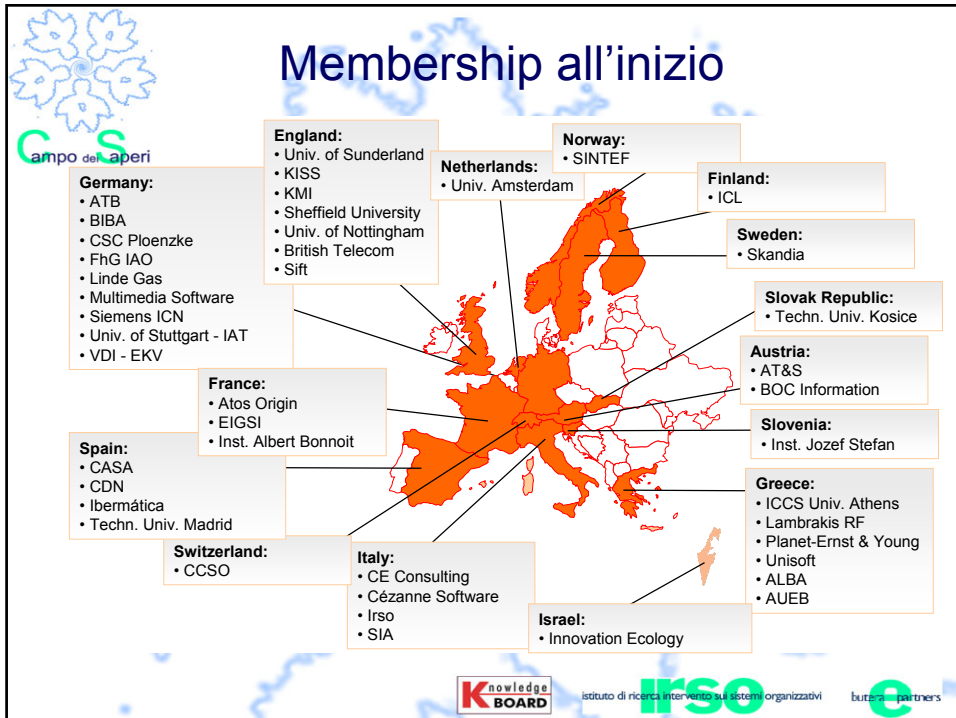 Membership all'inizio
Campo dei Saperi
Germany:
• ATB
• BIBA
• CSC Ploenzke
• FhG IAO
• Linde Gas
• Multimedia Software
• Siemens ICN
• Univ. of Stuttgart - IAT
• VDI - EKV
England:
• Univ. of Sunderland
• KISS
• KMI
• Sheffield University
• Univ. of Nottingham
• British Telecom
• Sift
Netherlands:
• Univ. Amsterdam
Norway:
• SINTEF
Finland:
• ICL
Sweden:
• Skandia
Slovak Republic:
• Techn. Univ. Kosice
Austria:
• AT&S
• BOC Information
Slovenia:
• Inst. Jozef Stefan
France:
• Atos Origin
• EIGSI
• Inst. Albert Bonnoit
Spain:
• CASA
• CDN
• Ibermática
• Techn. Univ. Madrid
Greece:
• ICCS Univ. Athens
• Lambrakis RF
• Planet-Ernst & Young
• Unisoft
• ALBA
• AUEB
Switzerland:
• CCSO
Italy:
• CE Consulting
• Cézanne Software
• Irso
• SIA
Israel:
• Innovation Ecology
Knowledge
BOARD
istituto di ricerca intervento sui sistemi organizzativi
irso
butera e partners